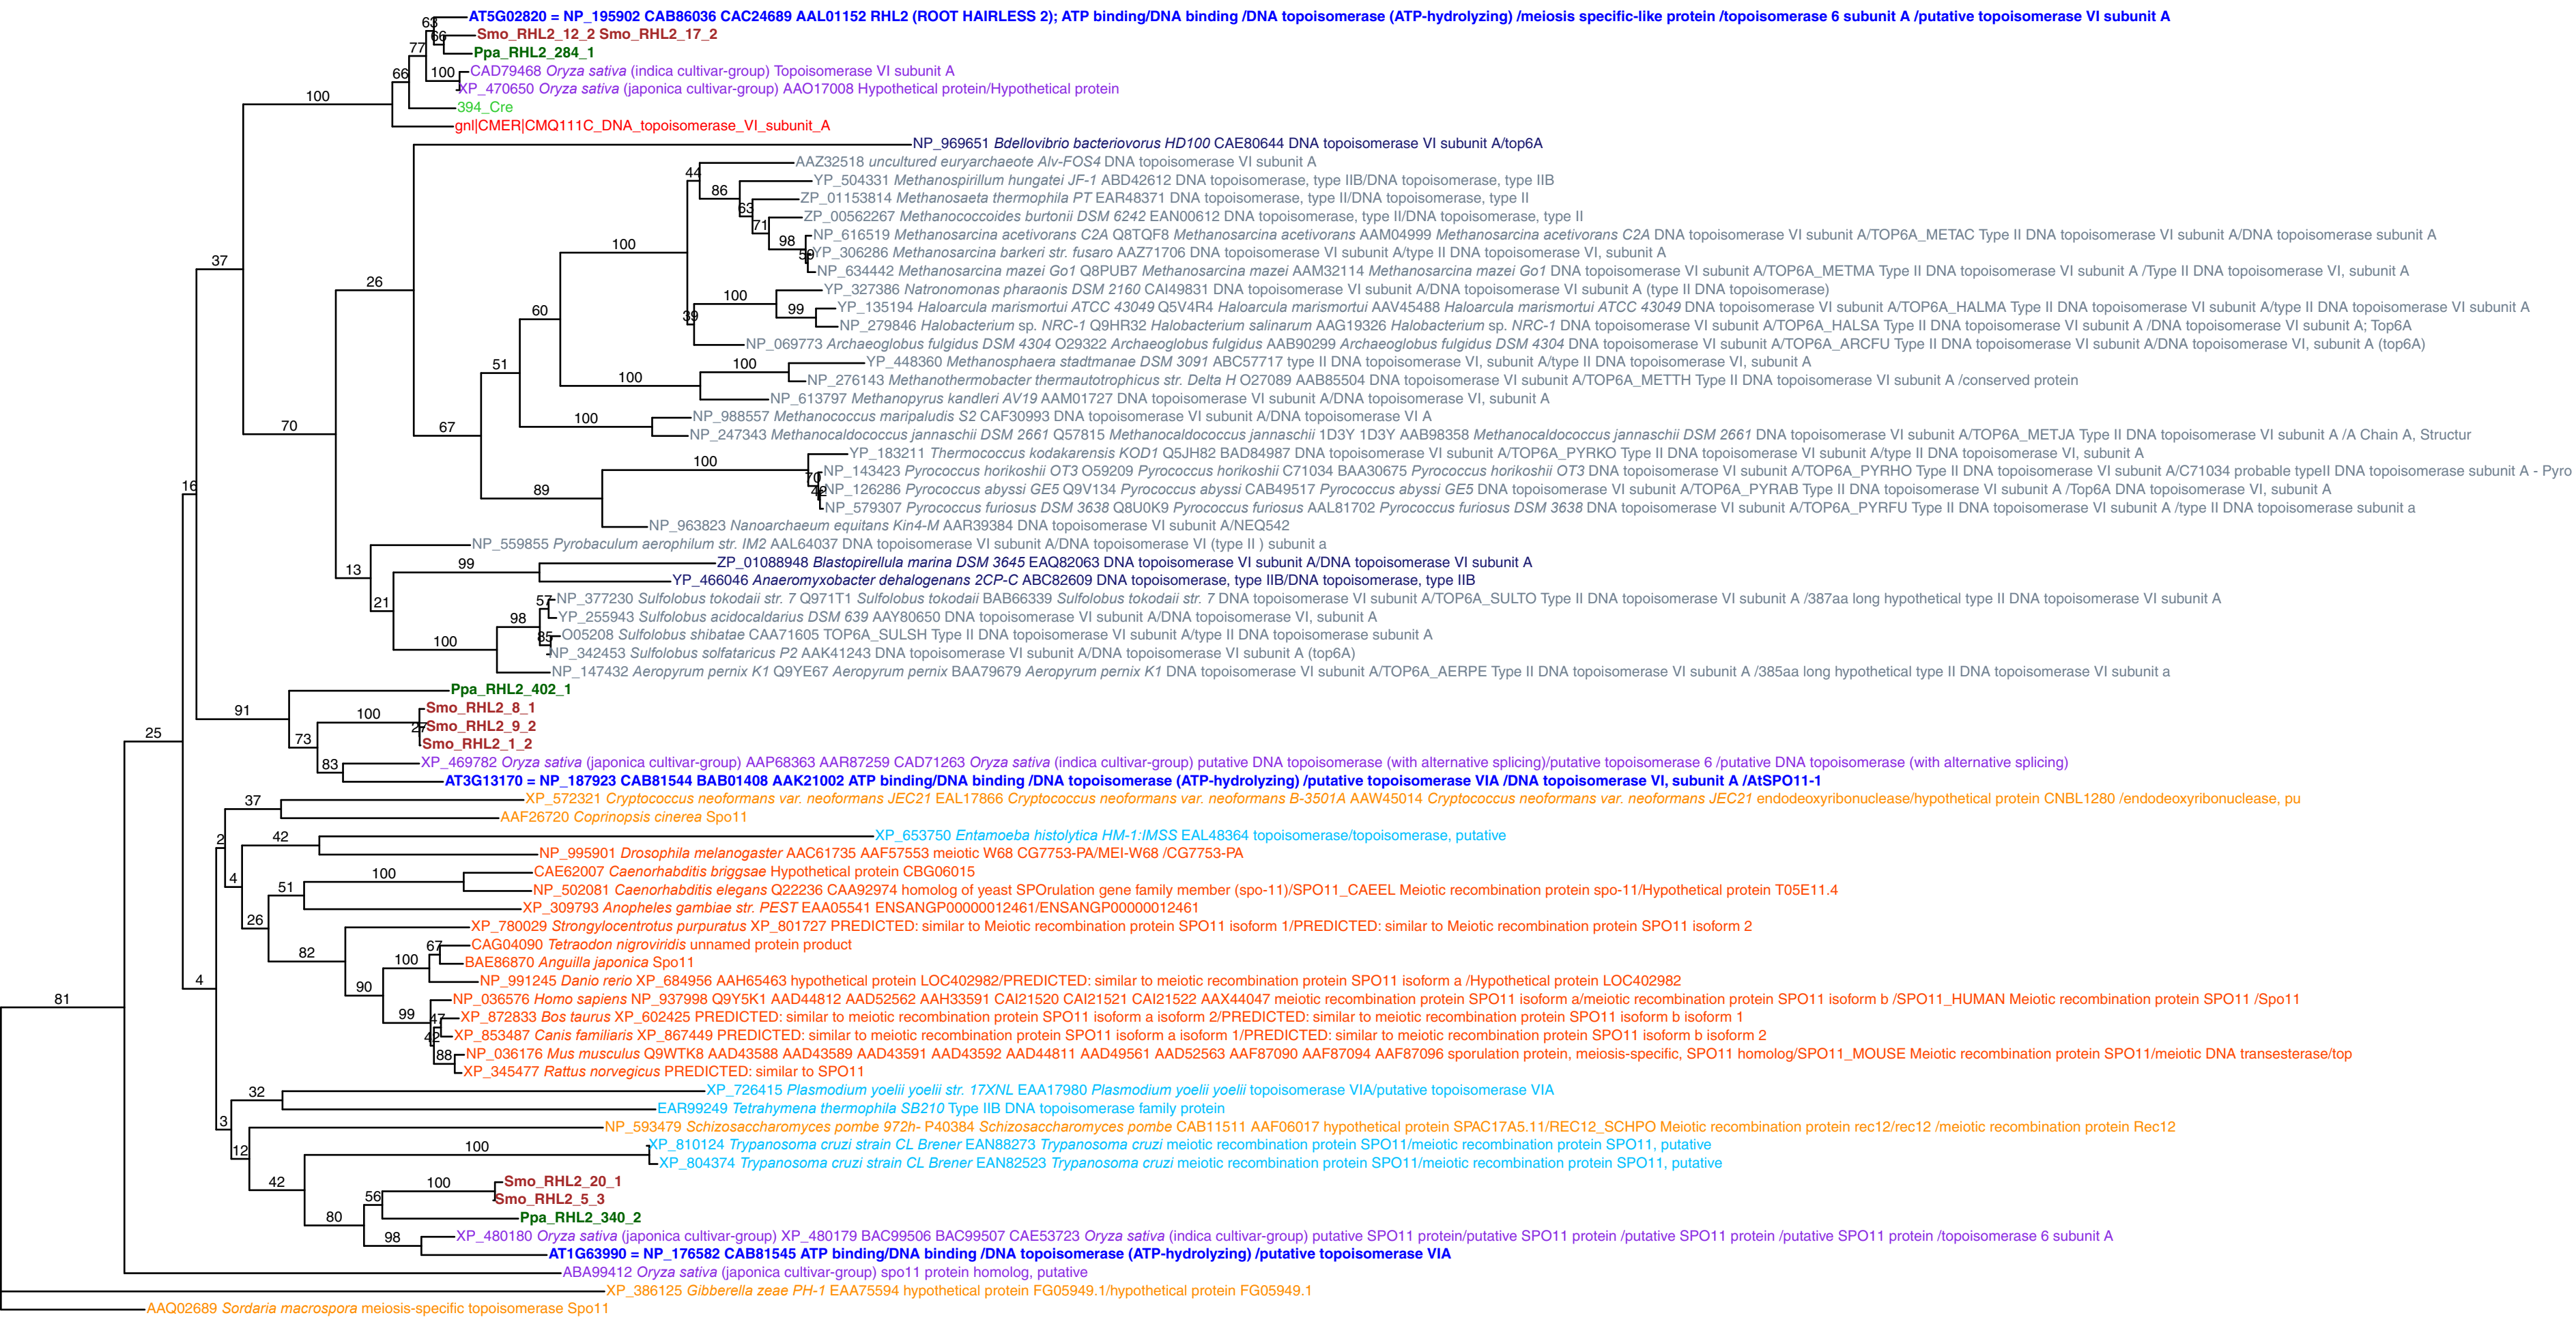 AT5G02820 = NP_195902 CAB86036 CAC24689 AAL01152 RHL2 (ROOT HAIRLESS 2); ATP binding/DNA binding /DNA topoisomerase (ATP-hydrolyzing) /meiosis specific-like protein /topoisomerase 6 subunit A /putative topoisomerase VI subunit A
63
Smo_RHL2_12_2 Smo_RHL2_17_2
66
77
Ppa_RHL2_284_1
66
100
CAD79468 Oryza sativa (indica cultivar-group) Topoisomerase VI subunit A
XP_470650 Oryza sativa (japonica cultivar-group) AAO17008 Hypothetical protein/Hypothetical protein
100
394_Cre
gnl|CMER|CMQ111C_DNA_topoisomerase_VI_subunit_A
NP_969651 Bdellovibrio bacteriovorus HD100 CAE80644 DNA topoisomerase VI subunit A/top6A
AAZ32518 uncultured euryarchaeote Alv-FOS4 DNA topoisomerase VI subunit A
44
YP_504331 Methanospirillum hungatei JF-1 ABD42612 DNA topoisomerase, type IIB/DNA topoisomerase, type IIB
86
ZP_01153814 Methanosaeta thermophila PT EAR48371 DNA topoisomerase, type II/DNA topoisomerase, type II
63
ZP_00562267 Methanococcoides burtonii DSM 6242 EAN00612 DNA topoisomerase, type II/DNA topoisomerase, type II
71
NP_616519 Methanosarcina acetivorans C2A Q8TQF8 Methanosarcina acetivorans AAM04999 Methanosarcina acetivorans C2A DNA topoisomerase VI subunit A/TOP6A_METAC Type II DNA topoisomerase VI subunit A/DNA topoisomerase subunit A
98
100
YP_306286 Methanosarcina barkeri str. fusaro AAZ71706 DNA topoisomerase VI subunit A/type II DNA topoisomerase VI, subunit A
37
NP_634442 Methanosarcina mazei Go1 Q8PUB7 Methanosarcina mazei AAM32114 Methanosarcina mazei Go1 DNA topoisomerase VI subunit A/TOP6A_METMA Type II DNA topoisomerase VI subunit A /Type II DNA topoisomerase VI, subunit A
26
YP_327386 Natronomonas pharaonis DSM 2160 CAI49831 DNA topoisomerase VI subunit A/DNA topoisomerase VI subunit A (type II DNA topoisomerase)
100
YP_135194 Haloarcula marismortui ATCC 43049 Q5V4R4 Haloarcula marismortui AAV45488 Haloarcula marismortui ATCC 43049 DNA topoisomerase VI subunit A/TOP6A_HALMA Type II DNA topoisomerase VI subunit A/type II DNA topoisomerase VI subunit A
99
60
39
NP_279846 Halobacterium sp. NRC-1 Q9HR32 Halobacterium salinarum AAG19326 Halobacterium sp. NRC-1 DNA topoisomerase VI subunit A/TOP6A_HALSA Type II DNA topoisomerase VI subunit A /DNA topoisomerase VI subunit A; Top6A
NP_069773 Archaeoglobus fulgidus DSM 4304 O29322 Archaeoglobus fulgidus AAB90299 Archaeoglobus fulgidus DSM 4304 DNA topoisomerase VI subunit A/TOP6A_ARCFU Type II DNA topoisomerase VI subunit A/DNA topoisomerase VI, subunit A (top6A)
51
100
YP_448360 Methanosphaera stadtmanae DSM 3091 ABC57717 type II DNA topoisomerase VI, subunit A/type II DNA topoisomerase VI, subunit A
100
NP_276143 Methanothermobacter thermautotrophicus str. Delta H O27089 AAB85504 DNA topoisomerase VI subunit A/TOP6A_METTH Type II DNA topoisomerase VI subunit A /conserved protein
NP_613797 Methanopyrus kandleri AV19 AAM01727 DNA topoisomerase VI subunit A/DNA topoisomerase VI, subunit A
100
NP_988557 Methanococcus maripaludis S2 CAF30993 DNA topoisomerase VI subunit A/DNA topoisomerase VI A
70
67
NP_247343 Methanocaldococcus jannaschii DSM 2661 Q57815 Methanocaldococcus jannaschii 1D3Y 1D3Y AAB98358 Methanocaldococcus jannaschii DSM 2661 DNA topoisomerase VI subunit A/TOP6A_METJA Type II DNA topoisomerase VI subunit A /A Chain A, Structur
YP_183211 Thermococcus kodakarensis KOD1 Q5JH82 BAD84987 DNA topoisomerase VI subunit A/TOP6A_PYRKO Type II DNA topoisomerase VI subunit A/type II DNA topoisomerase VI, subunit A
100
NP_143423 Pyrococcus horikoshii OT3 O59209 Pyrococcus horikoshii C71034 BAA30675 Pyrococcus horikoshii OT3 DNA topoisomerase VI subunit A/TOP6A_PYRHO Type II DNA topoisomerase VI subunit A/C71034 probable typeII DNA topoisomerase subunit A - Pyro
70
16
89
42
NP_126286 Pyrococcus abyssi GE5 Q9V134 Pyrococcus abyssi CAB49517 Pyrococcus abyssi GE5 DNA topoisomerase VI subunit A/TOP6A_PYRAB Type II DNA topoisomerase VI subunit A /Top6A DNA topoisomerase VI, subunit A
NP_579307 Pyrococcus furiosus DSM 3638 Q8U0K9 Pyrococcus furiosus AAL81702 Pyrococcus furiosus DSM 3638 DNA topoisomerase VI subunit A/TOP6A_PYRFU Type II DNA topoisomerase VI subunit A /type II DNA topoisomerase subunit a
NP_963823 Nanoarchaeum equitans Kin4-M AAR39384 DNA topoisomerase VI subunit A/NEQ542
NP_559855 Pyrobaculum aerophilum str. IM2 AAL64037 DNA topoisomerase VI subunit A/DNA topoisomerase VI (type II ) subunit a
13
99
ZP_01088948 Blastopirellula marina DSM 3645 EAQ82063 DNA topoisomerase VI subunit A/DNA topoisomerase VI subunit A
YP_466046 Anaeromyxobacter dehalogenans 2CP-C ABC82609 DNA topoisomerase, type IIB/DNA topoisomerase, type IIB
21
57
NP_377230 Sulfolobus tokodaii str. 7 Q971T1 Sulfolobus tokodaii BAB66339 Sulfolobus tokodaii str. 7 DNA topoisomerase VI subunit A/TOP6A_SULTO Type II DNA topoisomerase VI subunit A /387aa long hypothetical type II DNA topoisomerase VI subunit A
98
YP_255943 Sulfolobus acidocaldarius DSM 639 AAY80650 DNA topoisomerase VI subunit A/DNA topoisomerase VI, subunit A
100
85
O05208 Sulfolobus shibatae CAA71605 TOP6A_SULSH Type II DNA topoisomerase VI subunit A/type II DNA topoisomerase subunit A
NP_342453 Sulfolobus solfataricus P2 AAK41243 DNA topoisomerase VI subunit A/DNA topoisomerase VI subunit A (top6A)
NP_147432 Aeropyrum pernix K1 Q9YE67 Aeropyrum pernix BAA79679 Aeropyrum pernix K1 DNA topoisomerase VI subunit A/TOP6A_AERPE Type II DNA topoisomerase VI subunit A /385aa long hypothetical type II DNA topoisomerase VI subunit a
Ppa_RHL2_402_1
91
100
Smo_RHL2_8_1
25
27
Smo_RHL2_9_2
73
Smo_RHL2_1_2
83
XP_469782 Oryza sativa (japonica cultivar-group) AAP68363 AAR87259 CAD71263 Oryza sativa (indica cultivar-group) putative DNA topoisomerase (with alternative splicing)/putative topoisomerase 6 /putative DNA topoisomerase (with alternative splicing)
AT3G13170 = NP_187923 CAB81544 BAB01408 AAK21002 ATP binding/DNA binding /DNA topoisomerase (ATP-hydrolyzing) /putative topoisomerase VIA /DNA topoisomerase VI, subunit A /AtSPO11-1
37
XP_572321 Cryptococcus neoformans var. neoformans JEC21 EAL17866 Cryptococcus neoformans var. neoformans B-3501A AAW45014 Cryptococcus neoformans var. neoformans JEC21 endodeoxyribonuclease/hypothetical protein CNBL1280 /endodeoxyribonuclease, pu
AAF26720 Coprinopsis cinerea Spo11
2
42
XP_653750 Entamoeba histolytica HM-1:IMSS EAL48364 topoisomerase/topoisomerase, putative
NP_995901 Drosophila melanogaster AAC61735 AAF57553 meiotic W68 CG7753-PA/MEI-W68 /CG7753-PA
4
100
CAE62007 Caenorhabditis briggsae Hypothetical protein CBG06015
51
NP_502081 Caenorhabditis elegans Q22236 CAA92974 homolog of yeast SPOrulation gene family member (spo-11)/SPO11_CAEEL Meiotic recombination protein spo-11/Hypothetical protein T05E11.4
XP_309793 Anopheles gambiae str. PEST EAA05541 ENSANGP00000012461/ENSANGP00000012461
26
XP_780029 Strongylocentrotus purpuratus XP_801727 PREDICTED: similar to Meiotic recombination protein SPO11 isoform 1/PREDICTED: similar to Meiotic recombination protein SPO11 isoform 2
82
67
CAG04090 Tetraodon nigroviridis unnamed protein product
100
BAE86870 Anguilla japonica Spo11
4
90
NP_991245 Danio rerio XP_684956 AAH65463 hypothetical protein LOC402982/PREDICTED: similar to meiotic recombination protein SPO11 isoform a /Hypothetical protein LOC402982
81
NP_036576 Homo sapiens NP_937998 Q9Y5K1 AAD44812 AAD52562 AAH33591 CAI21520 CAI21521 CAI21522 AAX44047 meiotic recombination protein SPO11 isoform a/meiotic recombination protein SPO11 isoform b /SPO11_HUMAN Meiotic recombination protein SPO11 /Spo11
99
47
XP_872833 Bos taurus XP_602425 PREDICTED: similar to meiotic recombination protein SPO11 isoform a isoform 2/PREDICTED: similar to meiotic recombination protein SPO11 isoform b isoform 1
XP_853487 Canis familiaris XP_867449 PREDICTED: similar to meiotic recombination protein SPO11 isoform a isoform 1/PREDICTED: similar to meiotic recombination protein SPO11 isoform b isoform 2
88
NP_036176 Mus musculus Q9WTK8 AAD43588 AAD43589 AAD43591 AAD43592 AAD44811 AAD49561 AAD52563 AAF87090 AAF87094 AAF87096 sporulation protein, meiosis-specific, SPO11 homolog/SPO11_MOUSE Meiotic recombination protein SPO11/meiotic DNA transesterase/top
XP_345477 Rattus norvegicus PREDICTED: similar to SPO11
32
XP_726415 Plasmodium yoelii yoelii str. 17XNL EAA17980 Plasmodium yoelii yoelii topoisomerase VIA/putative topoisomerase VIA
EAR99249 Tetrahymena thermophila SB210 Type IIB DNA topoisomerase family protein
3
NP_593479 Schizosaccharomyces pombe 972h- P40384 Schizosaccharomyces pombe CAB11511 AAF06017 hypothetical protein SPAC17A5.11/REC12_SCHPO Meiotic recombination protein rec12/rec12 /meiotic recombination protein Rec12
12
100
XP_810124 Trypanosoma cruzi strain CL Brener EAN88273 Trypanosoma cruzi meiotic recombination protein SPO11/meiotic recombination protein SPO11, putative
XP_804374 Trypanosoma cruzi strain CL Brener EAN82523 Trypanosoma cruzi meiotic recombination protein SPO11/meiotic recombination protein SPO11, putative
42
100
Smo_RHL2_20_1
56
Smo_RHL2_5_3
80
Ppa_RHL2_340_2
98
XP_480180 Oryza sativa (japonica cultivar-group) XP_480179 BAC99506 BAC99507 CAE53723 Oryza sativa (indica cultivar-group) putative SPO11 protein/putative SPO11 protein /putative SPO11 protein /putative SPO11 protein /topoisomerase 6 subunit A
AT1G63990 = NP_176582 CAB81545 ATP binding/DNA binding /DNA topoisomerase (ATP-hydrolyzing) /putative topoisomerase VIA
ABA99412 Oryza sativa (japonica cultivar-group) spo11 protein homolog, putative
XP_386125 Gibberella zeae PH-1 EAA75594 hypothetical protein FG05949.1/hypothetical protein FG05949.1
AAQ02689 Sordaria macrospora meiosis-specific topoisomerase Spo11